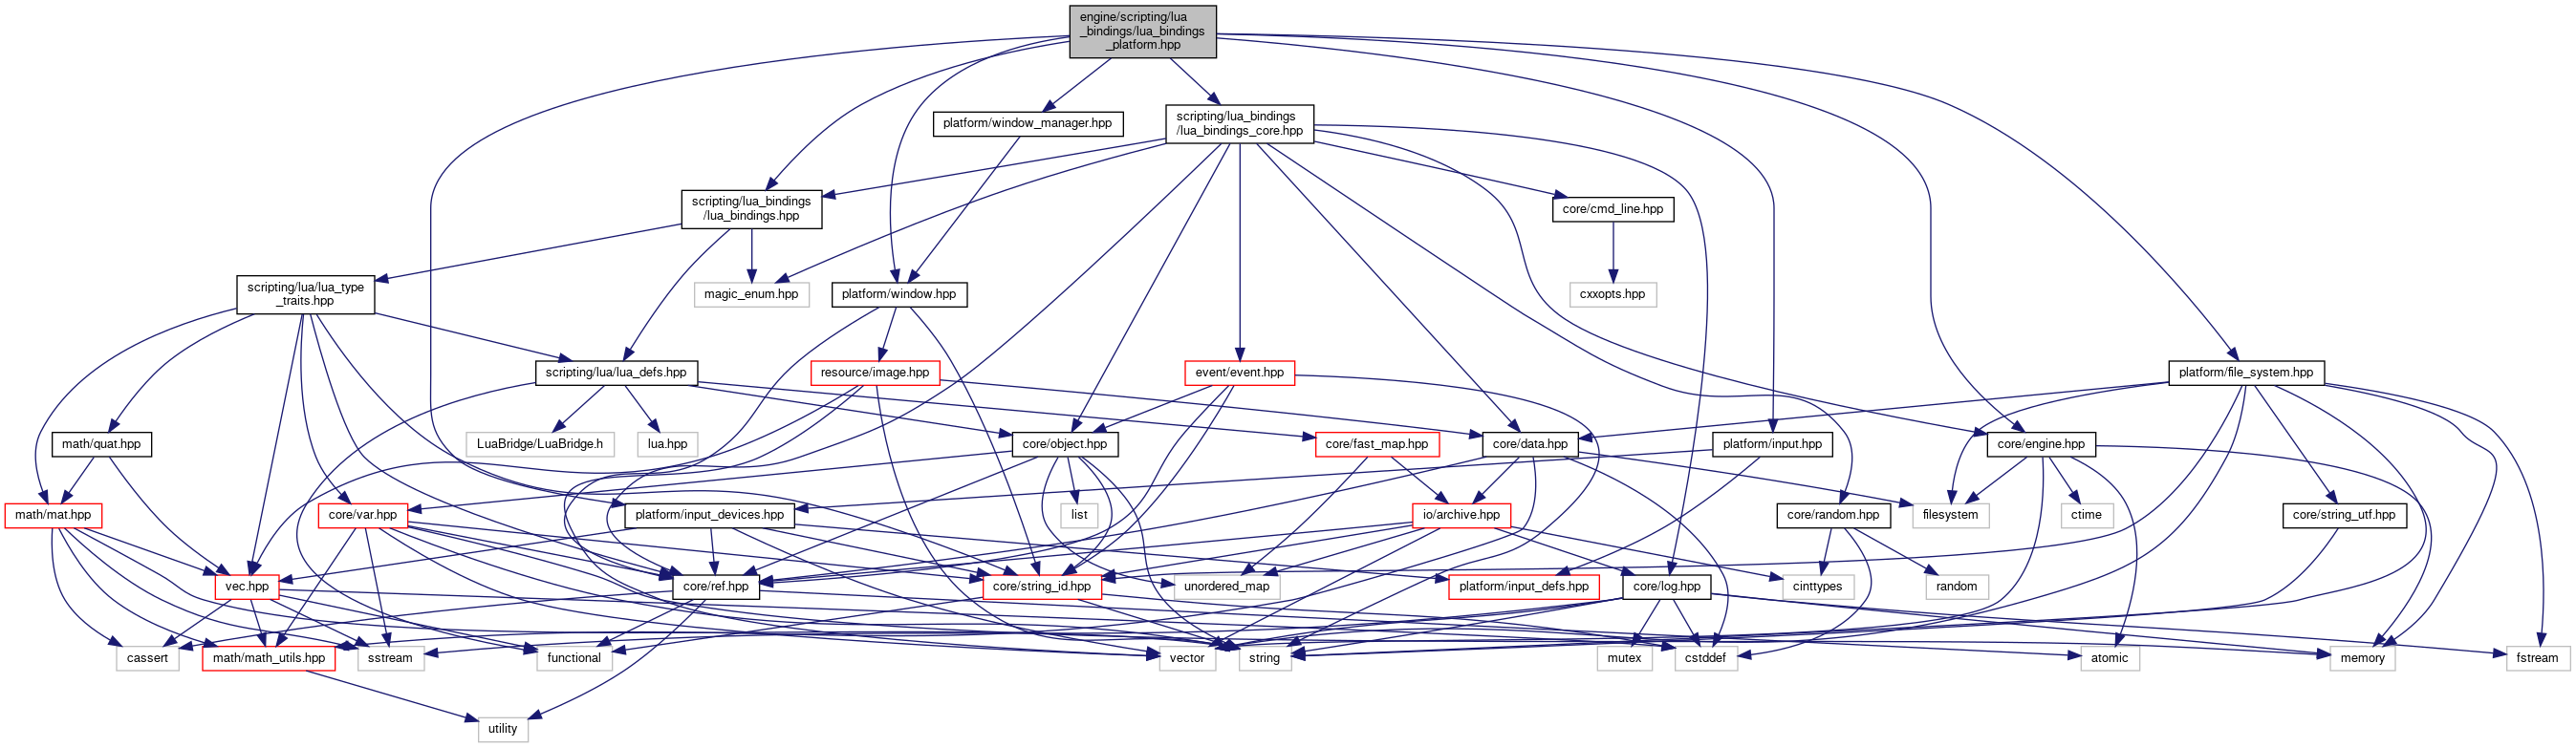 engine/scripting/lua
_bindings/lua_bindings
_platform.hpp
platform/window_manager.hpp
scripting/lua_bindings
/lua_bindings_core.hpp
scripting/lua_bindings
/lua_bindings.hpp
core/cmd_line.hpp
scripting/lua/lua_type
_traits.hpp
magic_enum.hpp
platform/window.hpp
cxxopts.hpp
scripting/lua/lua_defs.hpp
resource/image.hpp
event/event.hpp
platform/file_system.hpp
math/quat.hpp
LuaBridge/LuaBridge.h
lua.hpp
core/object.hpp
core/fast_map.hpp
core/data.hpp
platform/input.hpp
core/engine.hpp
math/mat.hpp
core/var.hpp
platform/input_devices.hpp
list
io/archive.hpp
core/random.hpp
filesystem
ctime
core/string_utf.hpp
vec.hpp
core/ref.hpp
core/string_id.hpp
unordered_map
platform/input_defs.hpp
core/log.hpp
cinttypes
random
cassert
math/math_utils.hpp
sstream
functional
vector
string
mutex
cstddef
atomic
memory
fstream
utility